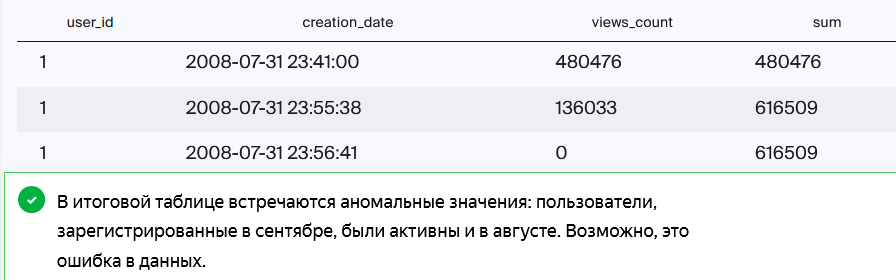 user_id creation_date views_count sum
1 2008-07-31 23:41:00 480476 480476
1 2008-07-31 23:55:38 136033 616509
1 2008-07-31 23:56:41 0 616509
В итоговой таблице встречаются аномальные значения: пользователи,
зарегистрированные в сентябре, были активны и в августе. Возможно, это
ошибка в данных.